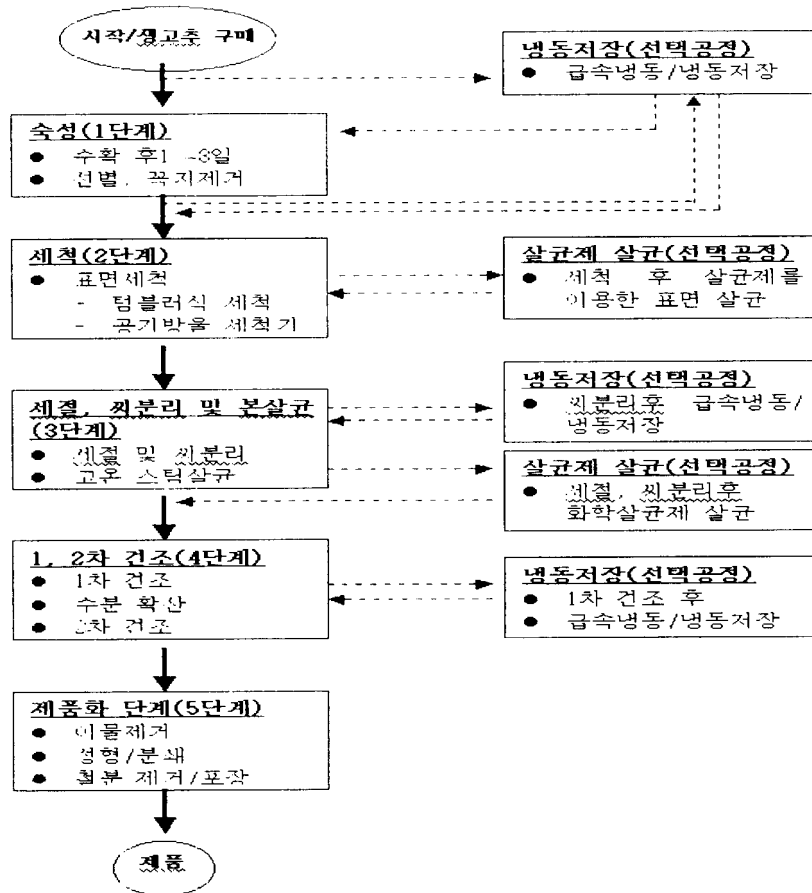 시작/생고추 구매
냉동저장(선택공정)
● 급속냉동/냉동저장
숙성(1단계)
● 수확 후1 ~3일
● 선별, 꼭지제거
세척(2단계)
● 표면세척
- 텀블러식 세척
- 공기방울 세척기
살균제 살균(선택공정)
● 세척 후 살균제를
이용한 표면 살균
세절, 씨분리 및 본살균
(3단계)
● 세절 및 씨분리
● 고온 스팀살균
냉동저장(선택공정)
● 씨분리후 급속냉동/
냉동저장
살균제 살균(선택공정)
● 세절, 씨분리후
화학살균제 살균
1, 2차 건조(4단계)
● 1차 건조
● 수분 확산
● 2차 건조
냉동저장(선택공정)
● 1차 건조 후
● 급속냉동/냉동저장
제품화 단계(5단계)
● 이물제거
● 성형/분쇄
● 철분 제거/포장
제품